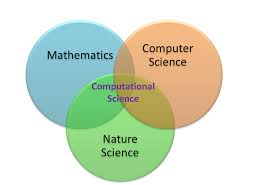 Mathematics
Computer
Science
Computational
Science
Nature
Science